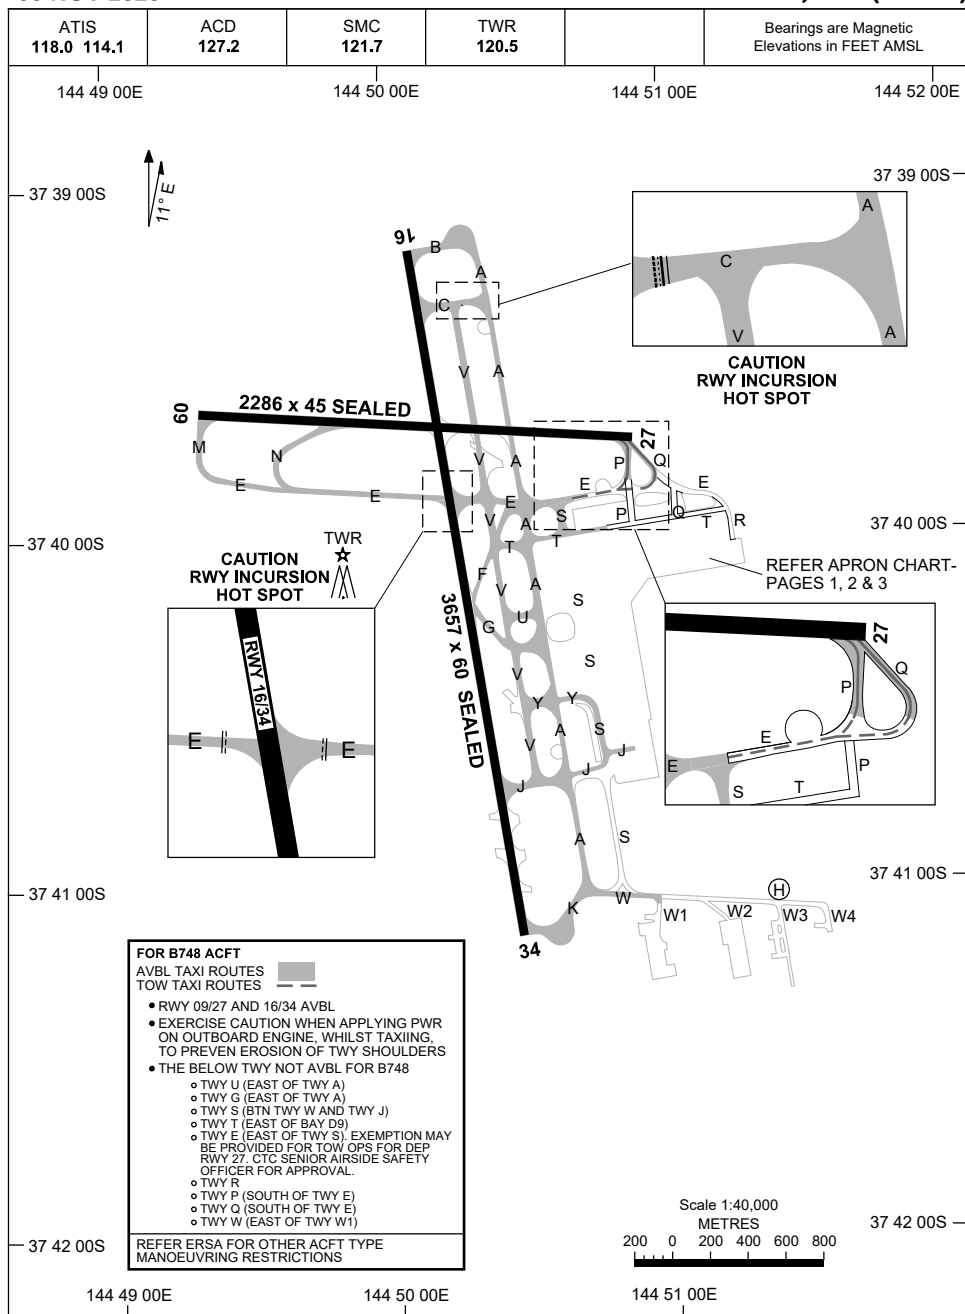 ATIS
118.0 114.1
ACD
127.2
SMC
121.7
TWR
120.5
Bearings are Magnetic
Elevations in FEET AMSL
144 49 00E
144 50 00E
144 51 00E
144 52 00E
37 39 00S
37 39 00S
11° E
16
B
A
C
V
A
A
C
V
A
CAUTION
RWY INCURSION
HOT SPOT
09
2286 x 45 SEALED
27
M
N
E
E
V
A
E
P
Q
E
E
P
Q
T
R
S
V
A
T
T
37 40 00S
37 40 00S
TWR
CAUTION
RWY INCURSION
HOT SPOT
REFER APRON CHART-
PAGES 1, 2 & 3
F
V
A
S
G
U
S
3657 x 60 SEALED
RWY 16/34
E
E
27
Q
P
E
E
S
T
P
V
Y
Y
V
A
S
J
J
J
A
S
37 41 00S
37 41 00S
K
W
H
W1
W2
W3
W4
34
FOR B748 ACFT
AVBL TAXI ROUTES
TOW TAXI ROUTES
• RWY 09/27 AND 16/34 AVBL
• EXERCISE CAUTION WHEN APPLYING PWR
ON OUTBOARD ENGINE, WHILST TAXIING,
TO PREVEN EROSION OF TWY SHOULDERS
• THE BELOW TWY NOT AVBL FOR B748
o TWY U (EAST OF TWY A)
o TWY G (EAST OF TWY A)
o TWY S (BTN TWY W AND TWY J)
o TWY T (EAST OF BAY D9)
o TWY E (EAST OF TWY S). EXEMPTION MAY
BE PROVIDED FOR TOW OPS FOR DEP
RWY 27. CTC SENIOR AIRSIDE SAFETY
OFFICER FOR APPROVAL.
o TWY R
o TWY P (SOUTH OF TWY E)
o TWY Q (SOUTH OF TWY E)
o TWY W (EAST OF TWY W1)
REFER ERSA FOR OTHER ACFT TYPE
MANOEUVRING RESTRICTIONS
Scale 1:40,000
METRES
200 0 200 400 600 800
37 42 00S
37 42 00S
144 49 00E
144 50 00E
144 51 00E